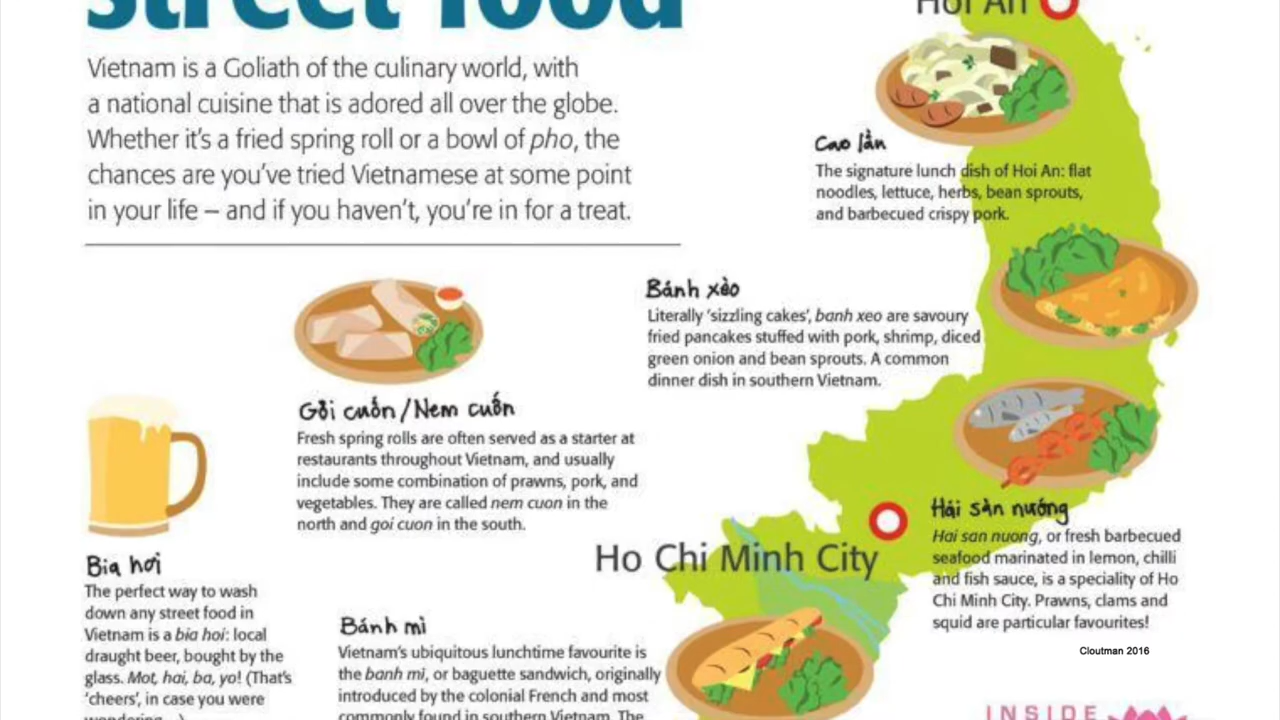 street food
Vietnam is a Goliath of the culinary world, with
a national cuisine that is adored all over the globe.
Whether it's a fried spring roll or a bowl of pho, the
chances are you've tried Vietnamese at some point
in your life – and if you haven't, you're in for a treat.
Hoi An
Cao lầu
The signature lunch dish of Hoi An: flat
noodles, lettuce, herbs, bean sprouts,
and barbecued crispy pork.
Bánh xèo
Literally 'sizzling cakes', banh xeo are savoury
fried pancakes stuffed with pork, shrimp, diced
green onion and bean sprouts. A common
dinner dish in southern Vietnam.
Gỏi cuốn/Nem cuốn
Fresh spring rolls are often served as a starter at
restaurants throughout Vietnam, and usually
include some combination of prawns, pork, and
vegetables. They are called nem cuon in the
north and goi cuon in the south.
Hải sản nướng
Hai san nuong, or fresh barbecued
seafood marinated in lemon, chilli
and fish sauce, is a speciality of Ho
Chi Minh City. Prawns, clams and
squid are particular favourites!
Ho Chi Minh City
Bia hơi
The perfect way to wash
down any street food in
Vietnam is a bia hoi: local
draught beer, bought by the
glass. Mot, hai, ba, yo! (That's
'cheers', in case you were
wondering...)
Bánh mì
Vietnam's ubiquitous lunchtime favourite is
the banh mi, or baguette sandwich, originally
introduced by the colonial French and most
commonly found in southern Vietnam. The
Cloutman 2016
INSIDE